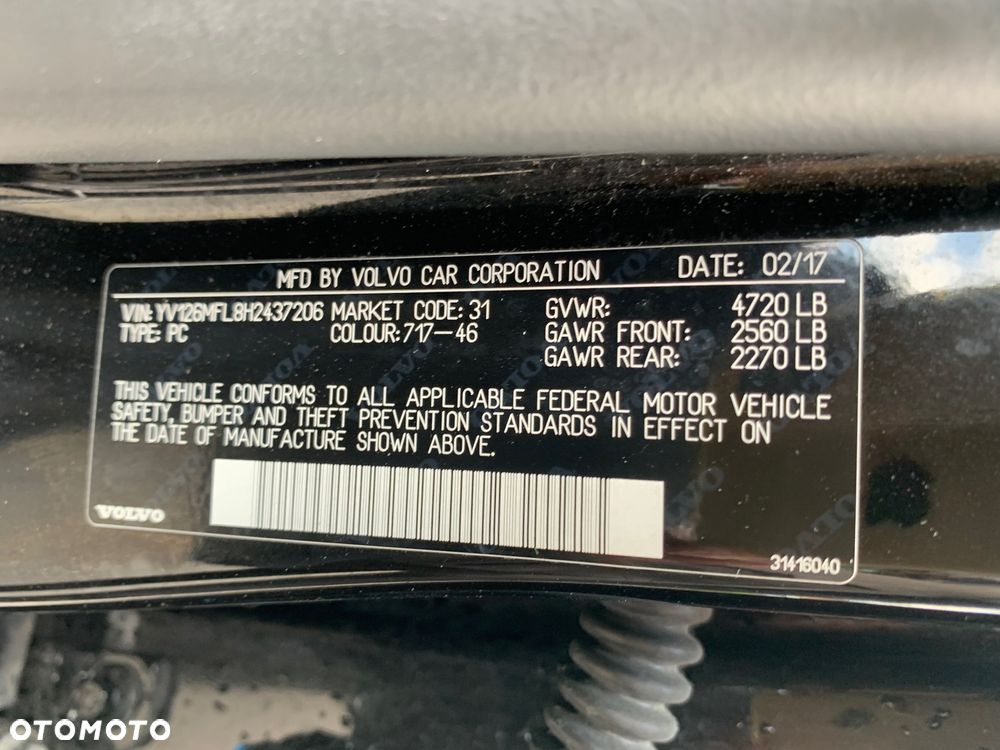 MFD BY VOLVO CAR CORPORATION DATE: 02/17
VIN: YV126MFL8H2437206 MARKET CODE: 31 GVWR: 4720 LB
TYPE: PC COLOUR: 717-46 GAWR FRONT: 2560 LB
GAWR REAR: 2270 LB
THIS VEHICLE CONFORMS TO ALL APPLICABLE FEDERAL MOTOR VEHICLE
SAFETY, BUMPER AND THEFT PREVENTION STANDARDS IN EFFECT ON
THE DATE OF MANUFACTURE SHOWN ABOVE.
VOLVO
31416040
OTOMOTO